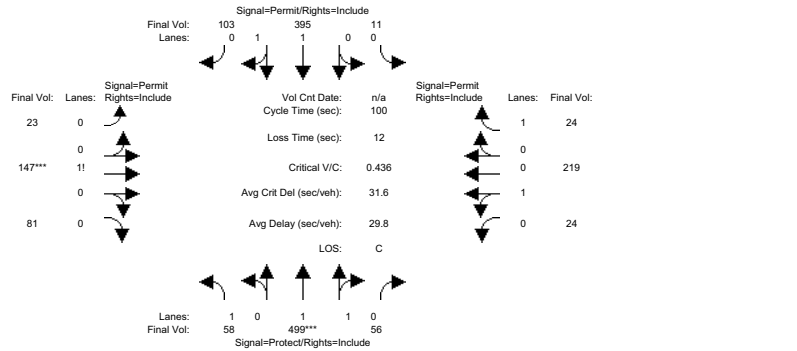 Signal=Permit/Rights=Include
Final Vol: 103 395 11
Lanes: 0 1 1 0 0
Signal=Permit Signal=Permit
Final Vol: Lanes: Rights=Include Vol Cnt Date: n/a Rights=Include Lanes: Final Vol:
Cycle Time (sec): 100
23 0 1 24
Loss Time (sec): 12
0 0
147*** 1! Critical V/C: 0.436 0 219
0 Avg Crit Del (sec/veh): 31.6 1
81 0 Avg Delay (sec/veh): 29.8 0 24
LOS: C
Lanes: 1 0 1 1 0
Final Vol: 58 499*** 56
Signal=Protect/Rights=Include